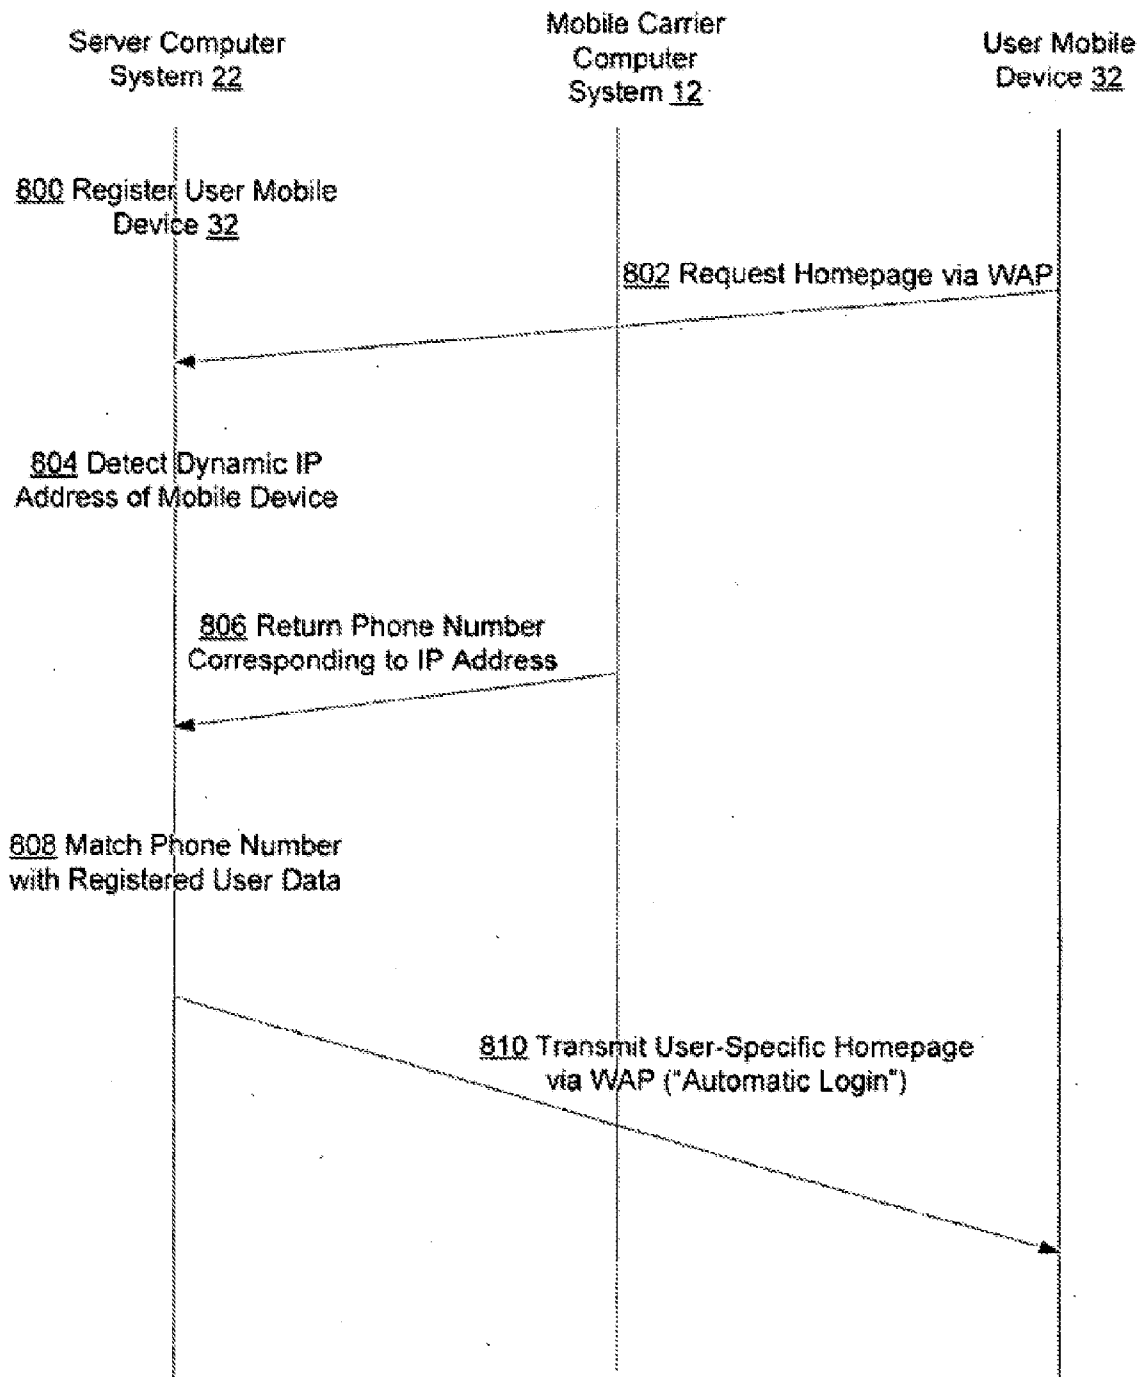 Server Computer
System 22
Mobile Carrier
Computer
System 12
User Mobile
Device 32
800 Register User Mobile
Device 32
802 Request Homepage via WAP
804 Detect Dynamic IP
Address of Mobile Device
806 Return Phone Number
Corresponding to IP Address
808 Match Phone Number
with Registered User Data
810 Transmit User-Specific Homepage
via WAP ("Automatic Login")